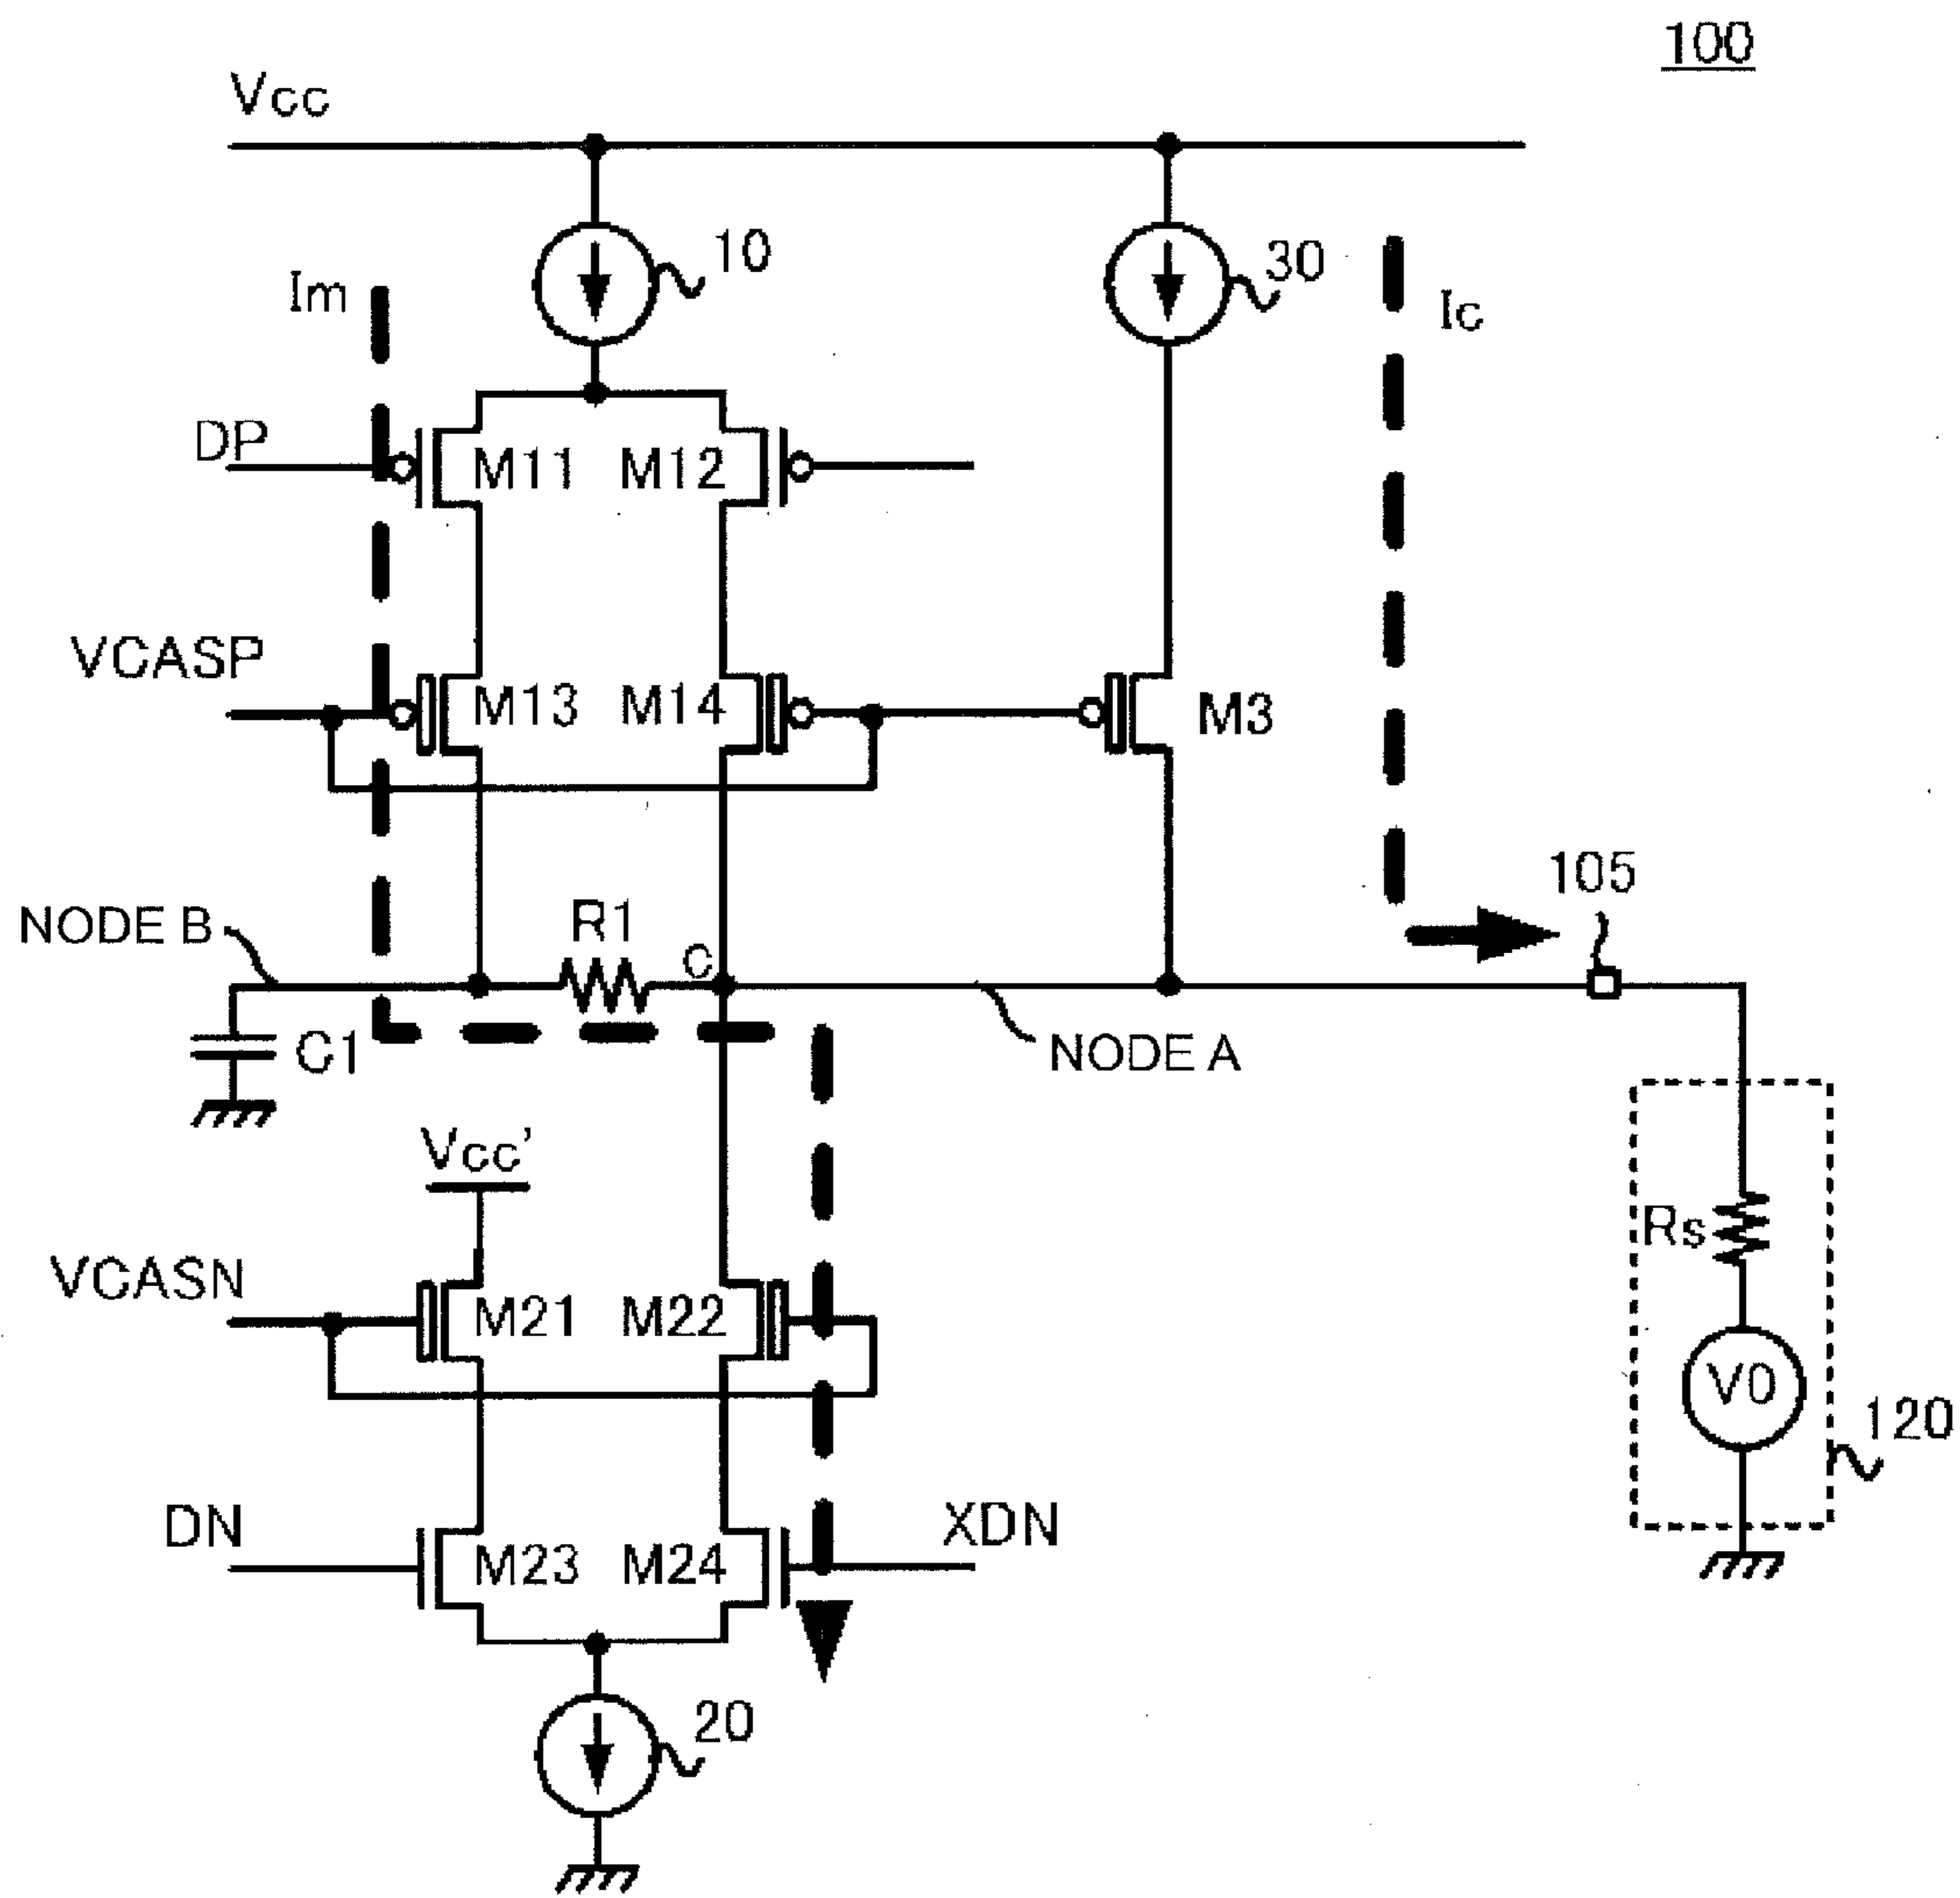 100
Vcc
10
30
Im
Ic
DP
M11
M12
VCASP
M13
M14
M3
105
NODE B
R1
C
C1
NODE A
Vcc'
Rs
VCASN
M21
M22
V0
120
DN
M23
M24
XDN
20